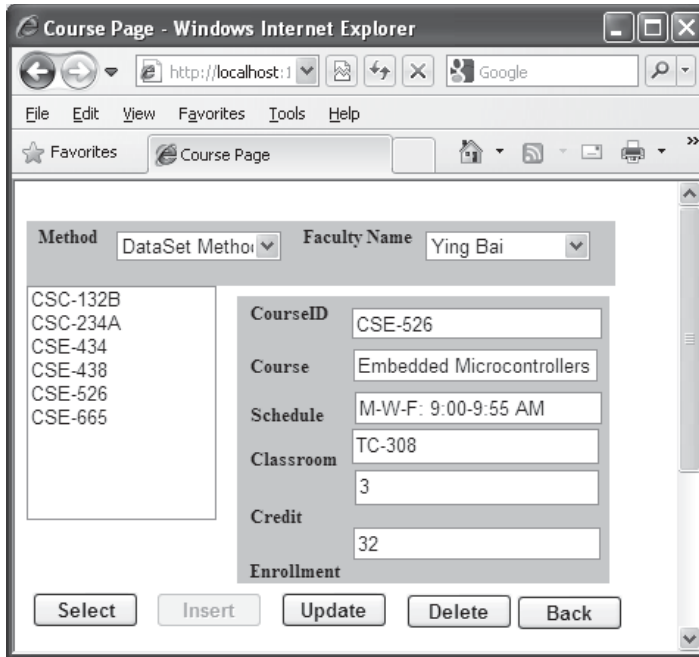 Course Page - Windows Internet Explorer
http://localhost:1
Google
File Edit View Favorites Tools Help
Favorites
Course Page
Method
DataSet Metho
Faculty Name
Ying Bai
CSC-132B
CSC-234A
CSE-434
CSE-438
CSE-526
CSE-665
CourseID
CSE-526
Course
Embedded Microcontrollers
Schedule
M-W-F: 9:00-9:55 AM
Classroom
TC-308
Credit
3
Enrollment
32
Select
Insert
Update
Delete
Back